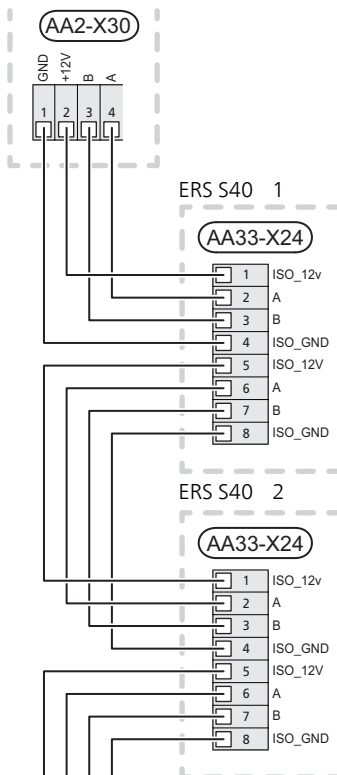 AA2-X30
GND +12V B A
1 2 3 4
ERS S40 1
AA33-X24
1 ISO_12v
2 A
3 B
4 ISO_GND
5 ISO_12V
6 A
7 B
8 ISO_GND
ERS S40 2
AA33-X24
1 ISO_12v
2 A
3 B
4 ISO_GND
5 ISO_12V
6 A
7 B
8 ISO_GND